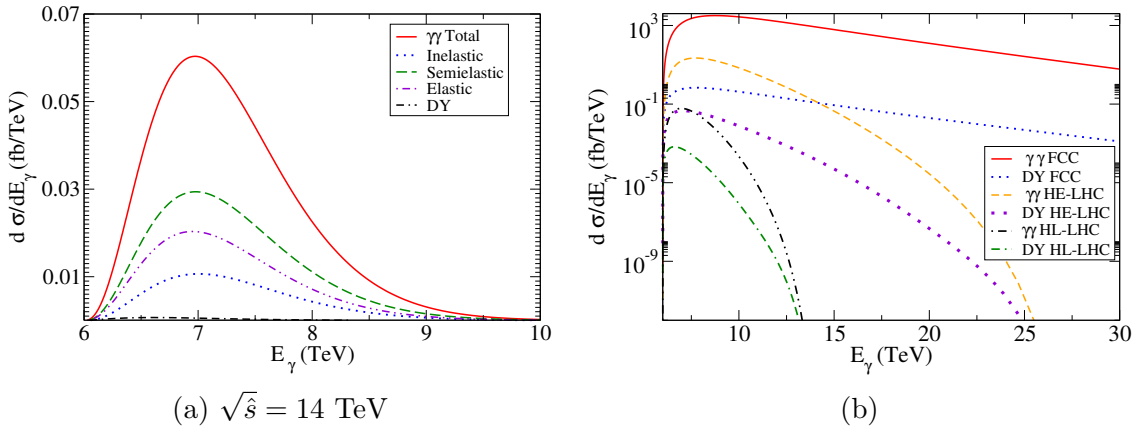 0.07
0.05
0.03
0.01
d σ/dE_γ (fb/TeV)
γγ Total
Inelastic
Semielastic
Elastic
DY
6 7 8 9 10
E_γ (TeV)
(a) √ŝ = 14 TeV
10^3
10^-1
10^-5
10^-9
d σ/dE_γ (fb/TeV)
γ γ FCC
DY FCC
γγ HE-LHC
DY HE-LHC
γγ HL-LHC
DY HL-LHC
10 15 20 25 30
E_γ (TeV)
(b)